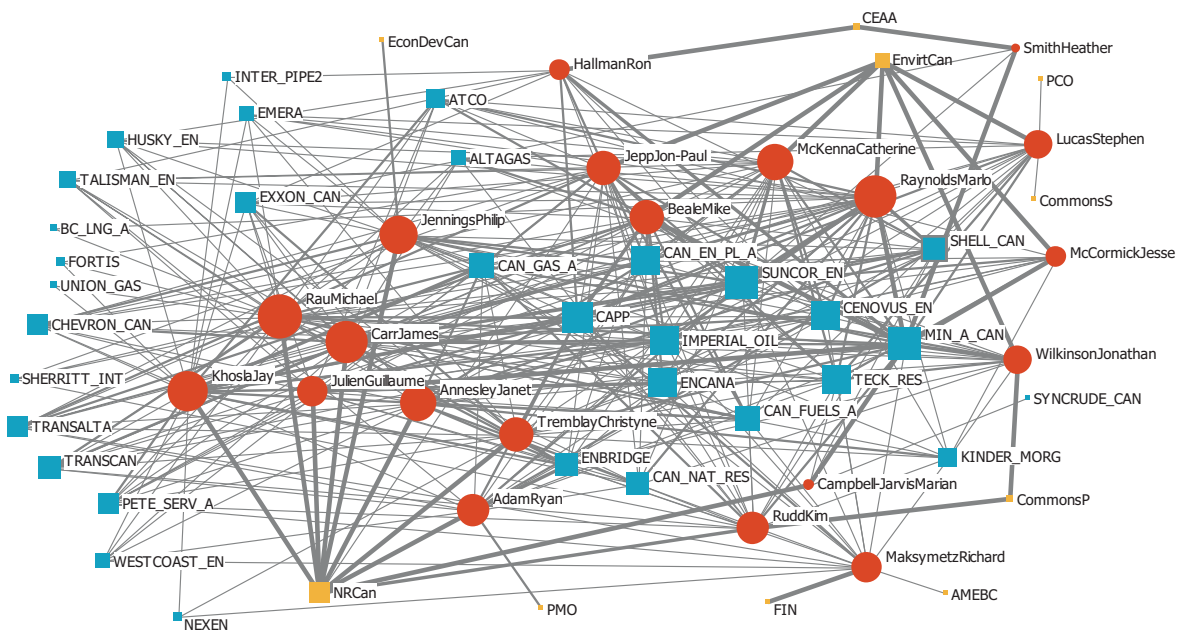 CEAA
EconDevCan
SmithHeather
HallmanRon
EnvirtCan
INTER_PIPE2
PCO
ATCO
EMERA
HUSKY_EN
LucasStephen
McKennaCatherine
JeppJon-Paul
ALTAGAS
TALISMAN_EN
RaynoldsMarlo
EXXON_CAN
CommonsS
BealeMike
JenningsPhilip
BC_LNG_A
SHELL_CAN
CAN_EN_PL_A
McCormickJesse
FORTIS
CAN_GAS_A
SUNCOR_EN
UNION_GAS
RauMichael
CENOVUS_EN
CAPP
CHEVRON_CAN
CarrJames
MIN_A_CAN
IMPERIAL_OIL
WilkinsonJonathan
KhoslaJay
SHERRITT_INT
JulienGuillaume
AnnesleyJanet
ENCANA
TECK_RES
SYNCRUDE_CAN
CAN_FUELS_A
TRANSALTA
TremblayChristyne
TRANSCAN
ENBRIDGE
KINDER_MORG
CAN_NAT_RES
Campbell-JarvisMarian
PETE_SERV_A
AdamRyan
CommonsP
RuddKim
WESTCOAST_EN
MaksymetzRichard
NRCan
AMEBC
PMO
FIN
NEXEN